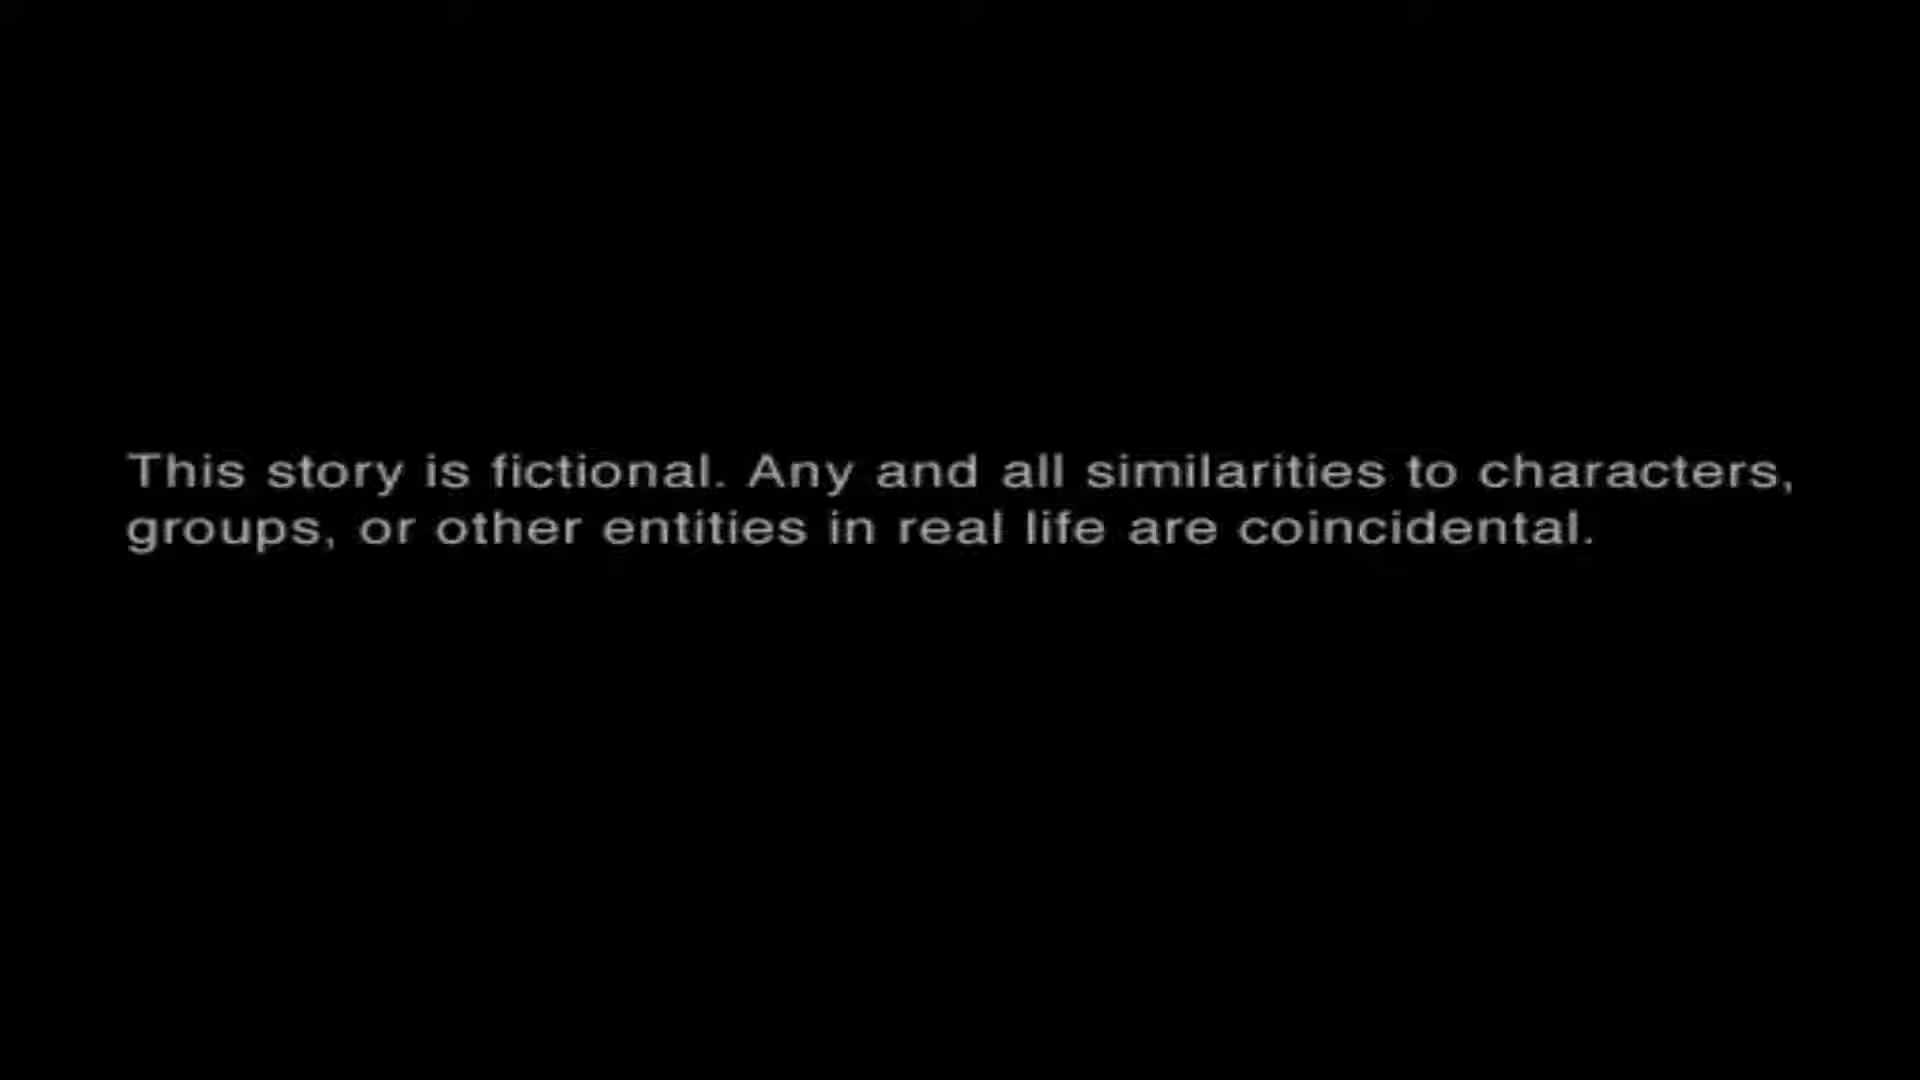 This story is fictional. Any and all similarities to characters,
groups, or other entities in real life are coincidental.